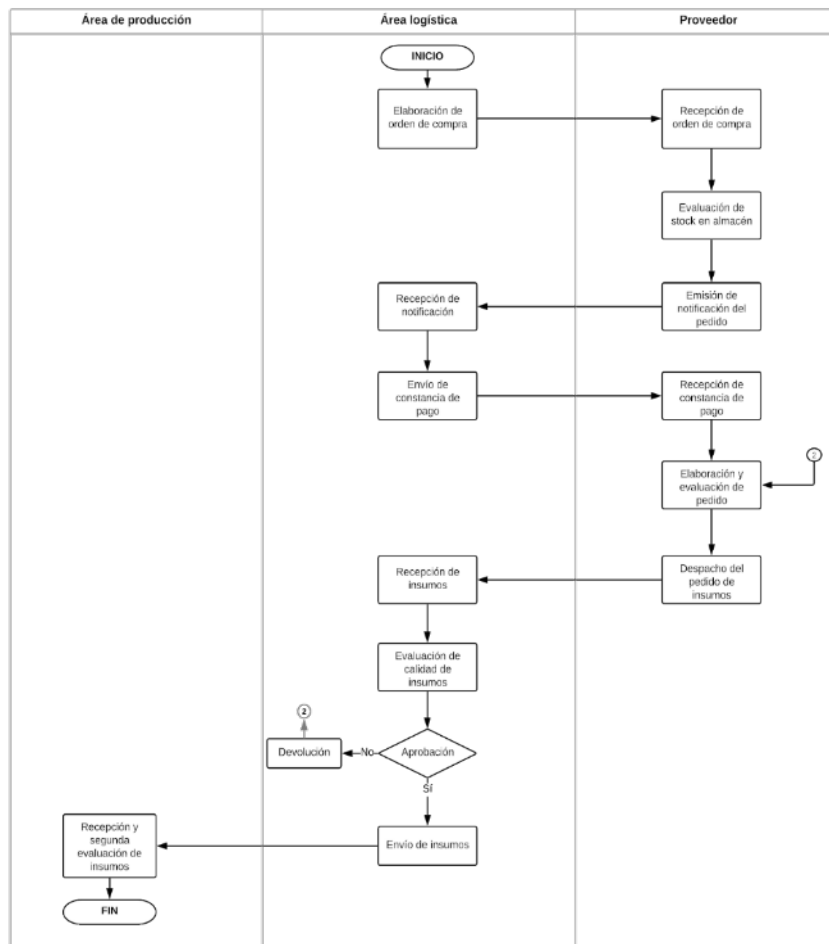 Área de producción
Área logística
Proveedor
INICIO
Elaboración de
orden de compra
Recepción de
orden de compra
Evaluación de
stock en almacén
Recepción de
notificación
Emisión de
notificación del
pedido
Envío de
constancia de
pago
Recepción de
constancia de
pago
2
Elaboración y
evaluación de
pedido
Recepción de
insumos
Despacho del
pedido de
insumos
Evaluación de
calidad de
insumos
2
Devolución
No
Aprobación
Sí
Recepción y
segunda
evaluación de
insumos
Envío de insumos
FIN